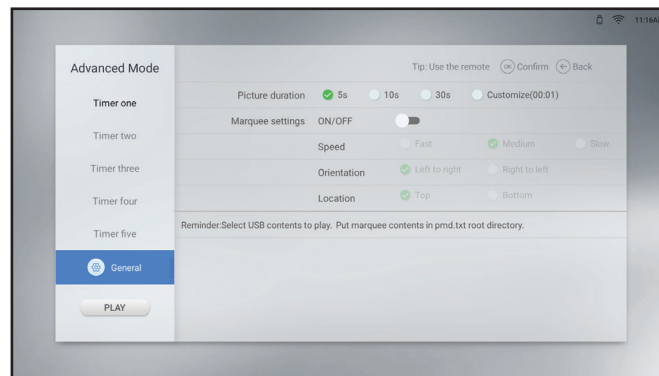 11:16A
Advanced Mode
Tip: Use the remote OK Confirm Back
Timer one
Picture duration 5s 10s 30s Customize(00:01)
Timer two
Marquee settings ON/OFF
Speed Fast Medium Slow
Timer three
Orientation Left to right Right to left
Timer four
Location Top Bottom
Timer five
Reminder:Select USB contents to play. Put marquee contents in pmd.txt root directory.
General
PLAY